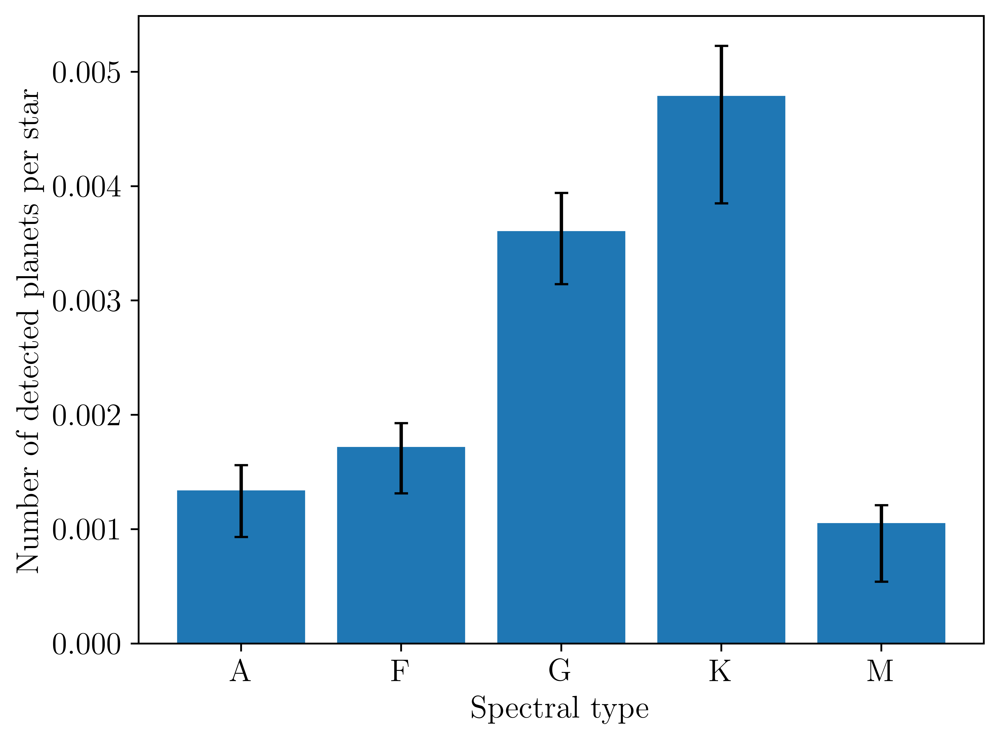 Number of detected planets per star
0.005
0.004
0.003
0.002
0.001
0.000
A F G K M
Spectral type